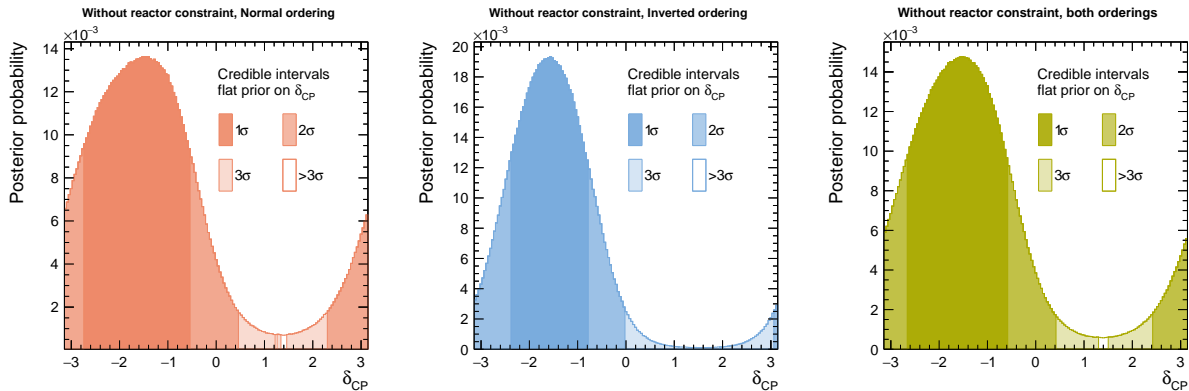 Without reactor constraint, Normal ordering
×10⁻³
Posterior probability
14
12
10
8
6
4
2
Credible intervals
flat prior on δCP
1σ 2σ
3σ >3σ
−3 −2 −1 0 1 2 3
δCP
Without reactor constraint, Inverted ordering
×10⁻³
Posterior probability
20
18
16
14
12
10
8
6
4
2
0
Credible intervals
flat prior on δCP
1σ 2σ
3σ >3σ
−3 −2 −1 0 1 2 3
δCP
Without reactor constraint, both orderings
×10⁻³
Posterior probability
14
12
10
8
6
4
2
Credible intervals
flat prior on δCP
1σ 2σ
3σ >3σ
−3 −2 −1 0 1 2 3
δCP